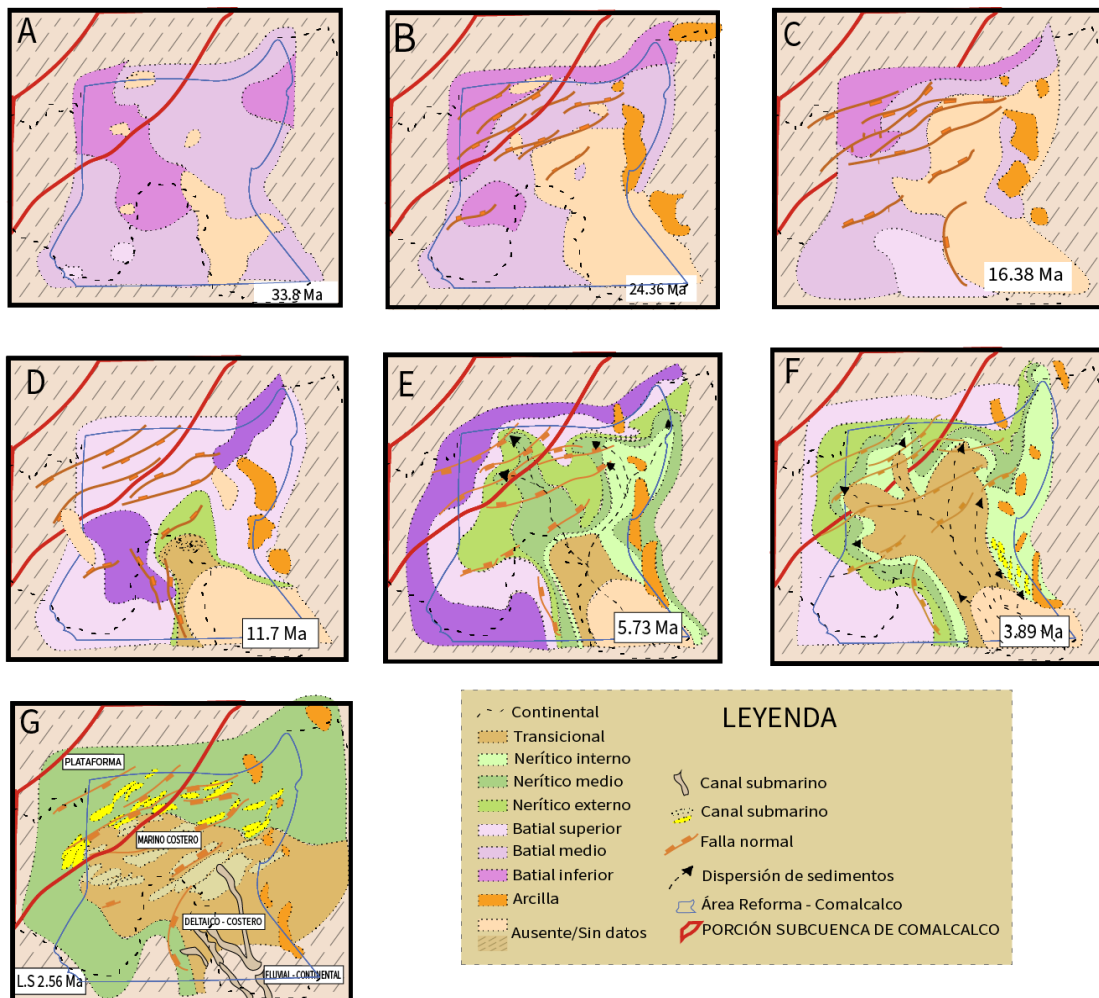 A
33.8 Ma
B
24.36 Ma
C
16.38 Ma
D
11.7 Ma
E
5.73 Ma
F
3.89 Ma
G
PLATAFORMA
MARINO COSTERO
DELTAICO - COSTERO
FLUVIAL - CONTINENTAL
L.S 2.56 Ma
LEYENDA
Continental
Transicional
Nerítico interno
Nerítico medio
Nerítico externo
Batial superior
Batial medio
Batial inferior
Arcilla
Ausente/Sin datos
Canal submarino
Canal submarino
Falla normal
Dispersión de sedimentos
Área Reforma - Comalcalco
PORCIÓN SUBCUENCA DE COMALCALCO